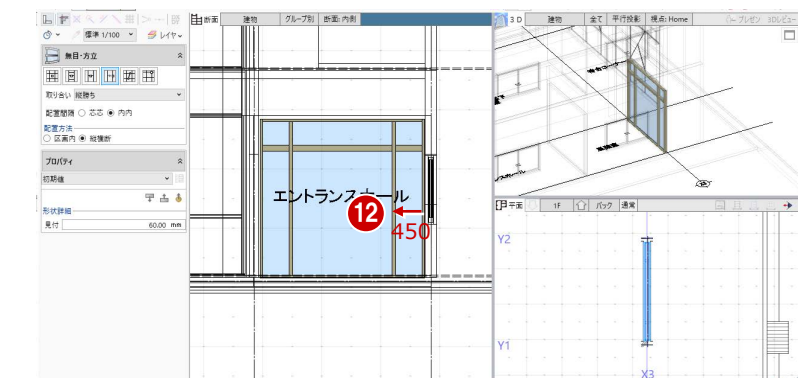 標準 1/100
レイヤ
無目・方立
取り合い 縦勝ち
配置間隔 芯芯 内内
配置方法
区画内 縦横断
プロパティ
初期値
形状詳細
見付 60.00 mm
断面 建物 グループ別 断面: 内側
エントランスホール
12
450
3 D 建物 全て 平行投影 視点: Home プレゼン 3Dレビュー
平面 1F バック 通常
Y2
Y1
X3